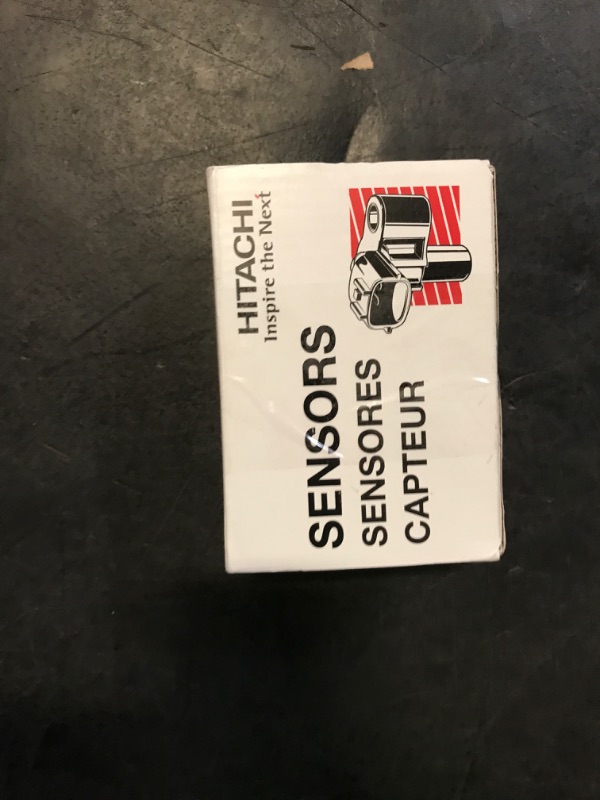 HITACHI
Inspire the Next
SENSORS
SENSORES
CAPTEUR